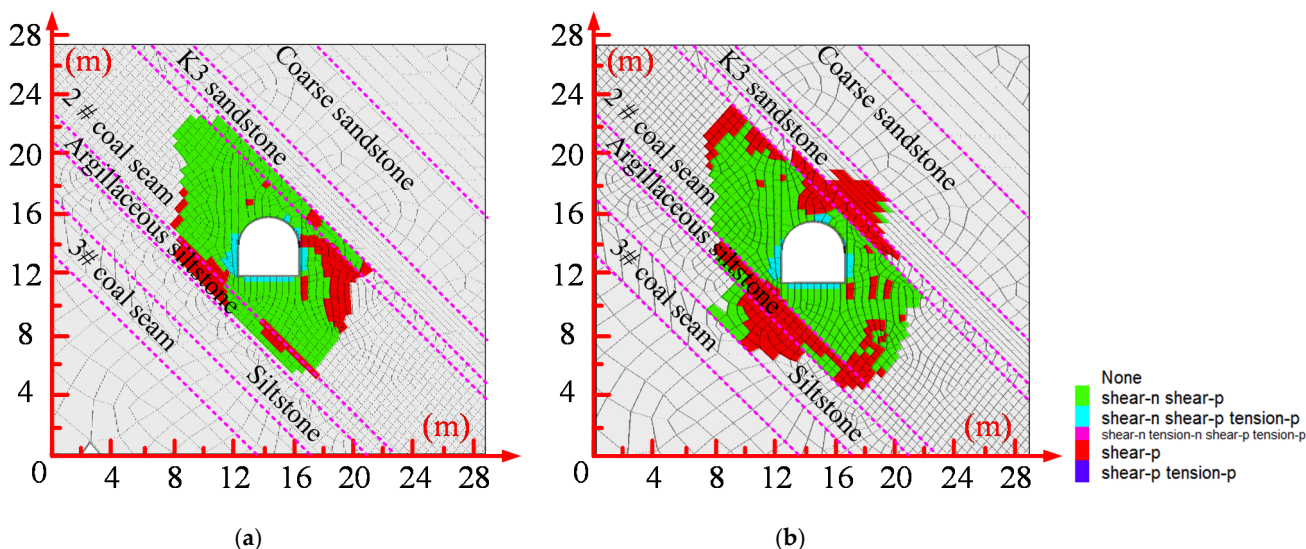 28
24
20
16
12
8
4
0
(m)
K3 sandstone
Coarse sandstone
2 # coal seam
Argillaceous siltstone
3# coal seam
Siltstone
(m)
4
8
12
16
20
24
28
(a)
28
24
20
16
12
8
4
0
(m)
K3 sandstone
Coarse sandstone
2 # coal seam
Argillaceous siltstone
3# coal seam
Siltstone
(m)
4
8
12
16
20
24
28
(b)
None
shear-n shear-p
shear-n shear-p tension-p
shear-n tension-n shear-p tension-p
shear-p
shear-p tension-p